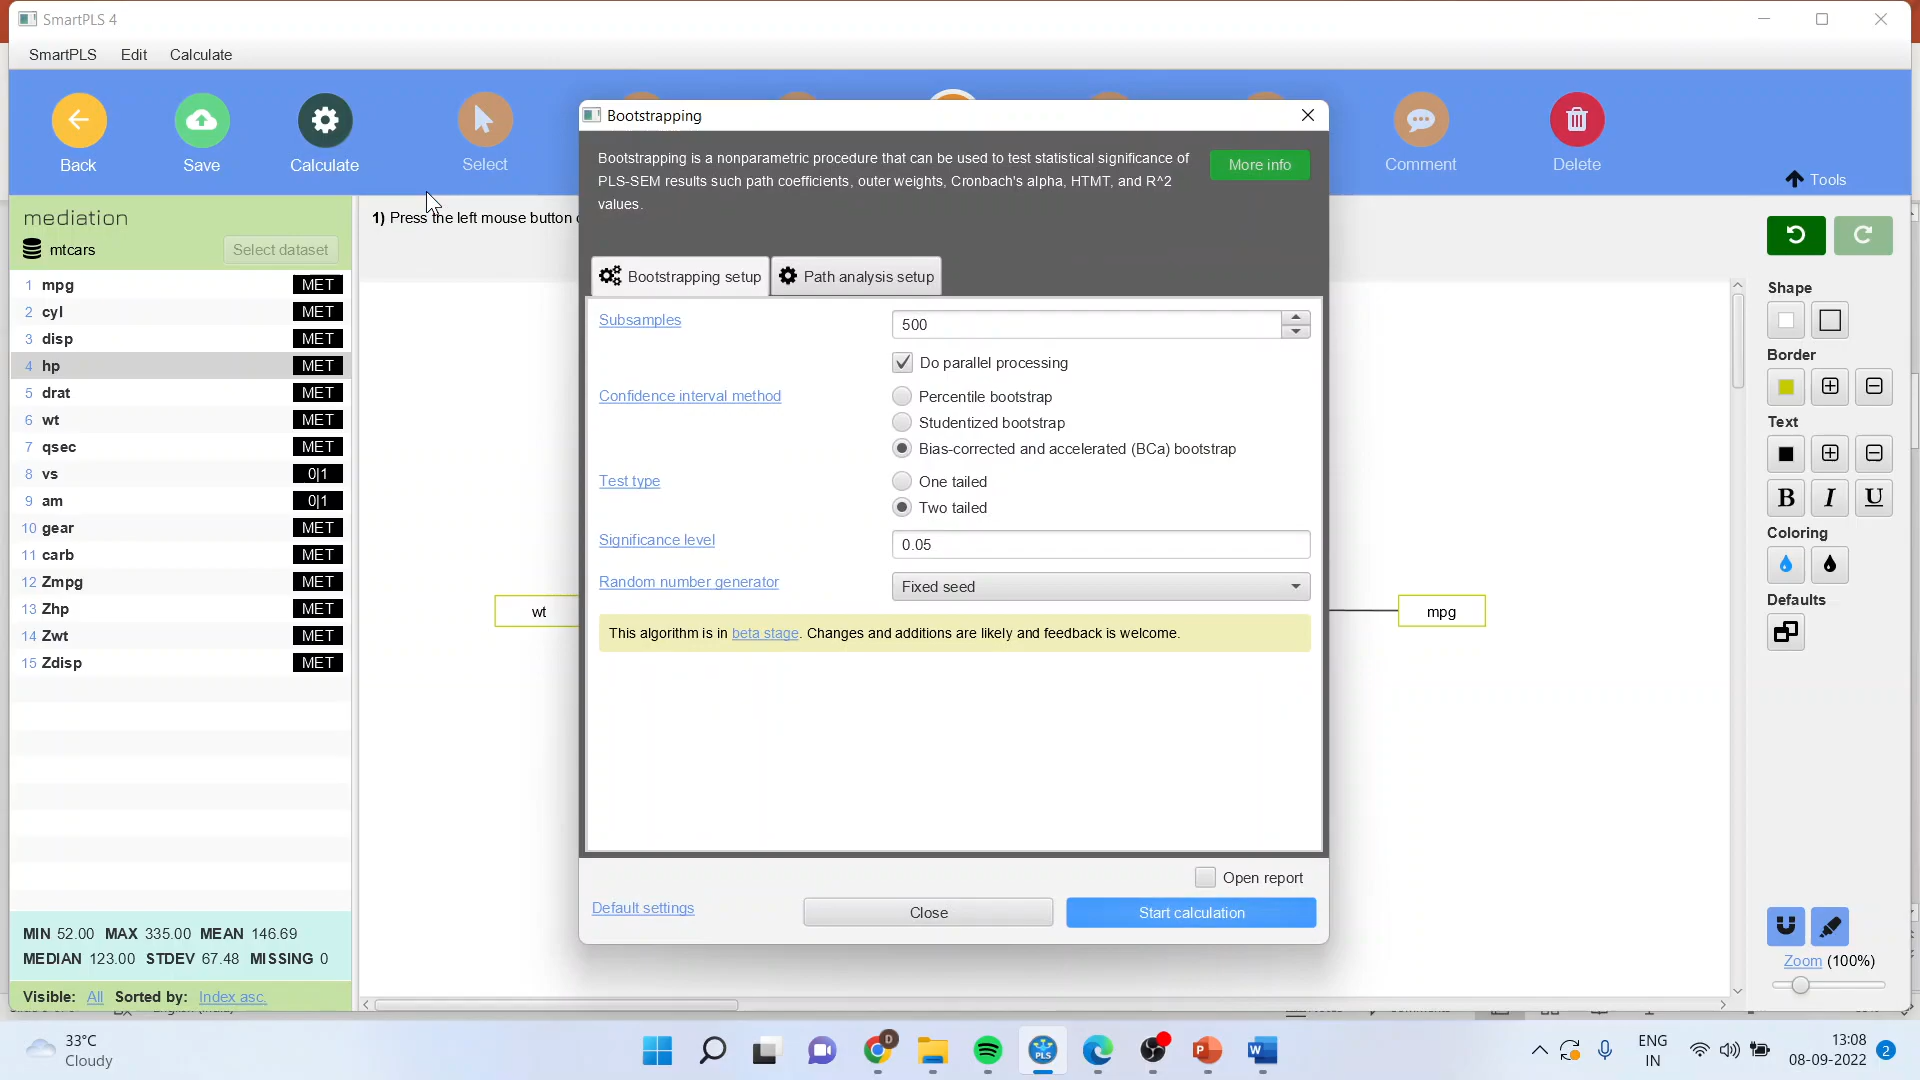 SmartPLS 4
SmartPLS Edit Calculate
Back
Save
Calculate
Select
Comment
Delete
Tools
mediation
mtcars
Select dataset
1 mpg MET
2 cyl MET
3 disp MET
4 hp MET
5 drat MET
6 wt MET
7 qsec MET
8 vs 0|1
9 am 0|1
10 gear MET
11 carb MET
12 Zmpg MET
13 Zhp MET
14 Zwt MET
15 Zdisp MET
MIN 52.00 MAX 335.00 MEAN 146.69
MEDIAN 123.00 STDEV 67.48 MISSING 0
Visible: All Sorted by: Index asc.
1) Press the left mouse button
wt
mpg
Bootstrapping
Bootstrapping is a nonparametric procedure that can be used to test statistical significance of
PLS-SEM results such path coefficients, outer weights, Cronbach's alpha, HTMT, and R^2
values.
More info
Bootstrapping setup
Path analysis setup
Subsamples
500
Do parallel processing
Confidence interval method
Percentile bootstrap
Studentized bootstrap
Bias-corrected and accelerated (BCa) bootstrap
Test type
One tailed
Two tailed
Significance level
0.05
Random number generator
Fixed seed
This algorithm is in beta stage. Changes and additions are likely and feedback is welcome.
Open report
Default settings
Close
Start calculation
Shape
Border
Text
B I U
Coloring
Defaults
Zoom (100%)
33°C
Cloudy
D
PLS
P
W
ENG
IN
13:08
08-09-2022
2